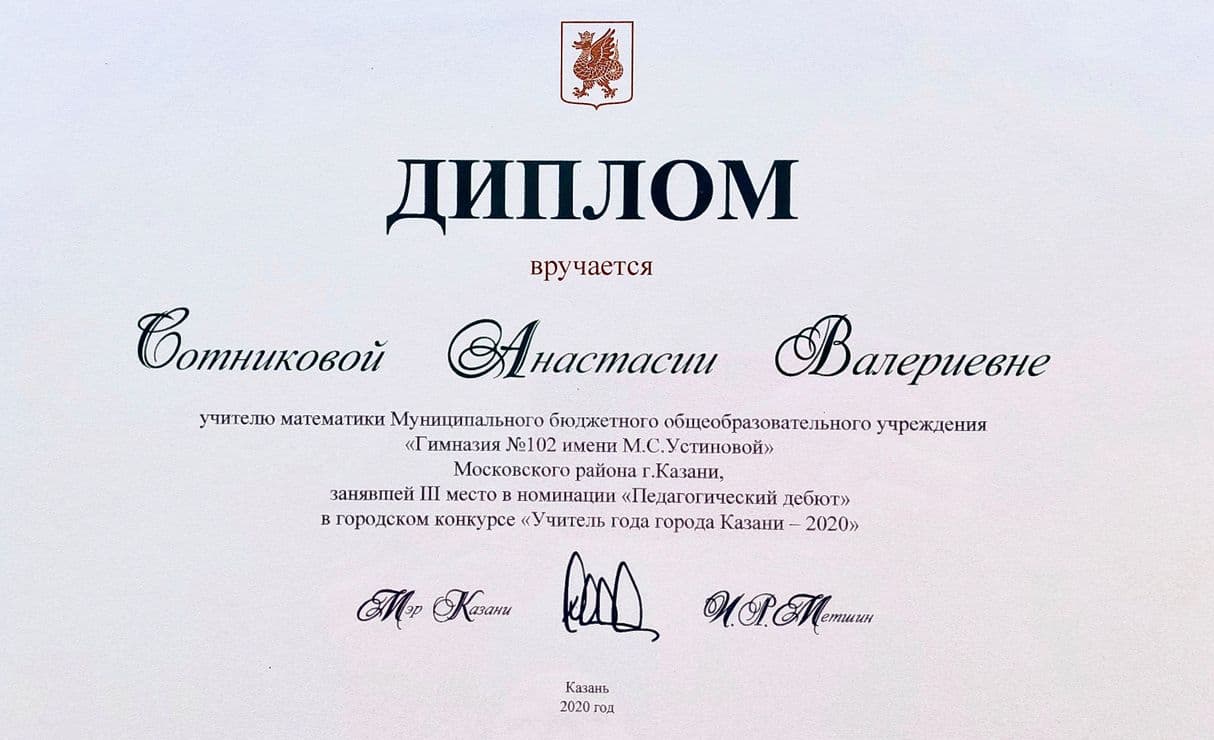 ДИПЛОМ
вручается
Сотниковой Анастасии Валериевне
учителю математики Муниципального бюджетного общеобразовательного учреждения
«Гимназия №102 имени М.С.Устиновой»
Московского района г.Казани,
занявшей III место в номинации «Педагогический дебют»
в городском конкурсе «Учитель года города Казани – 2020»
Мэр Казани И.Р.Метшин
Казань
2020 год